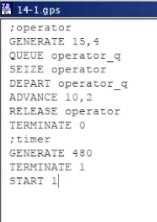 14-1.gps
;operator
GENERATE 15,4
QUEUE operator_q
SEIZE operator
DEPART operator_q
ADVANCE 10,2
RELEASE operator
TERMINATE 0
;timer
GENERATE 480
TERMINATE 1
START 1